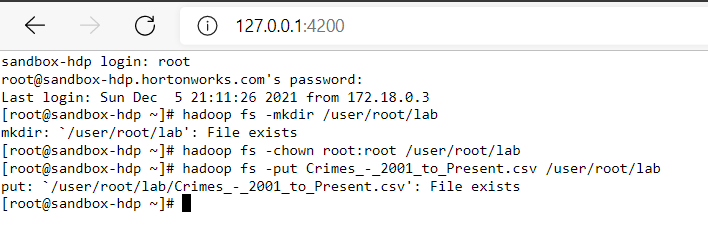 127.0.0.1:4200
sandbox-hdp login: root
root@sandbox-hdp.hortonworks.com's password:
Last login: Sun Dec  5 21:11:26 2021 from 172.18.0.3
[root@sandbox-hdp ~]# hadoop fs -mkdir /user/root/lab
mkdir: `/user/root/lab': File exists
[root@sandbox-hdp ~]# hadoop fs -chown root:root /user/root/lab
[root@sandbox-hdp ~]# hadoop fs -put Crimes_-_2001_to_Present.csv /user/root/lab
put: `/user/root/lab/Crimes_-_2001_to_Present.csv': File exists
[root@sandbox-hdp ~]#